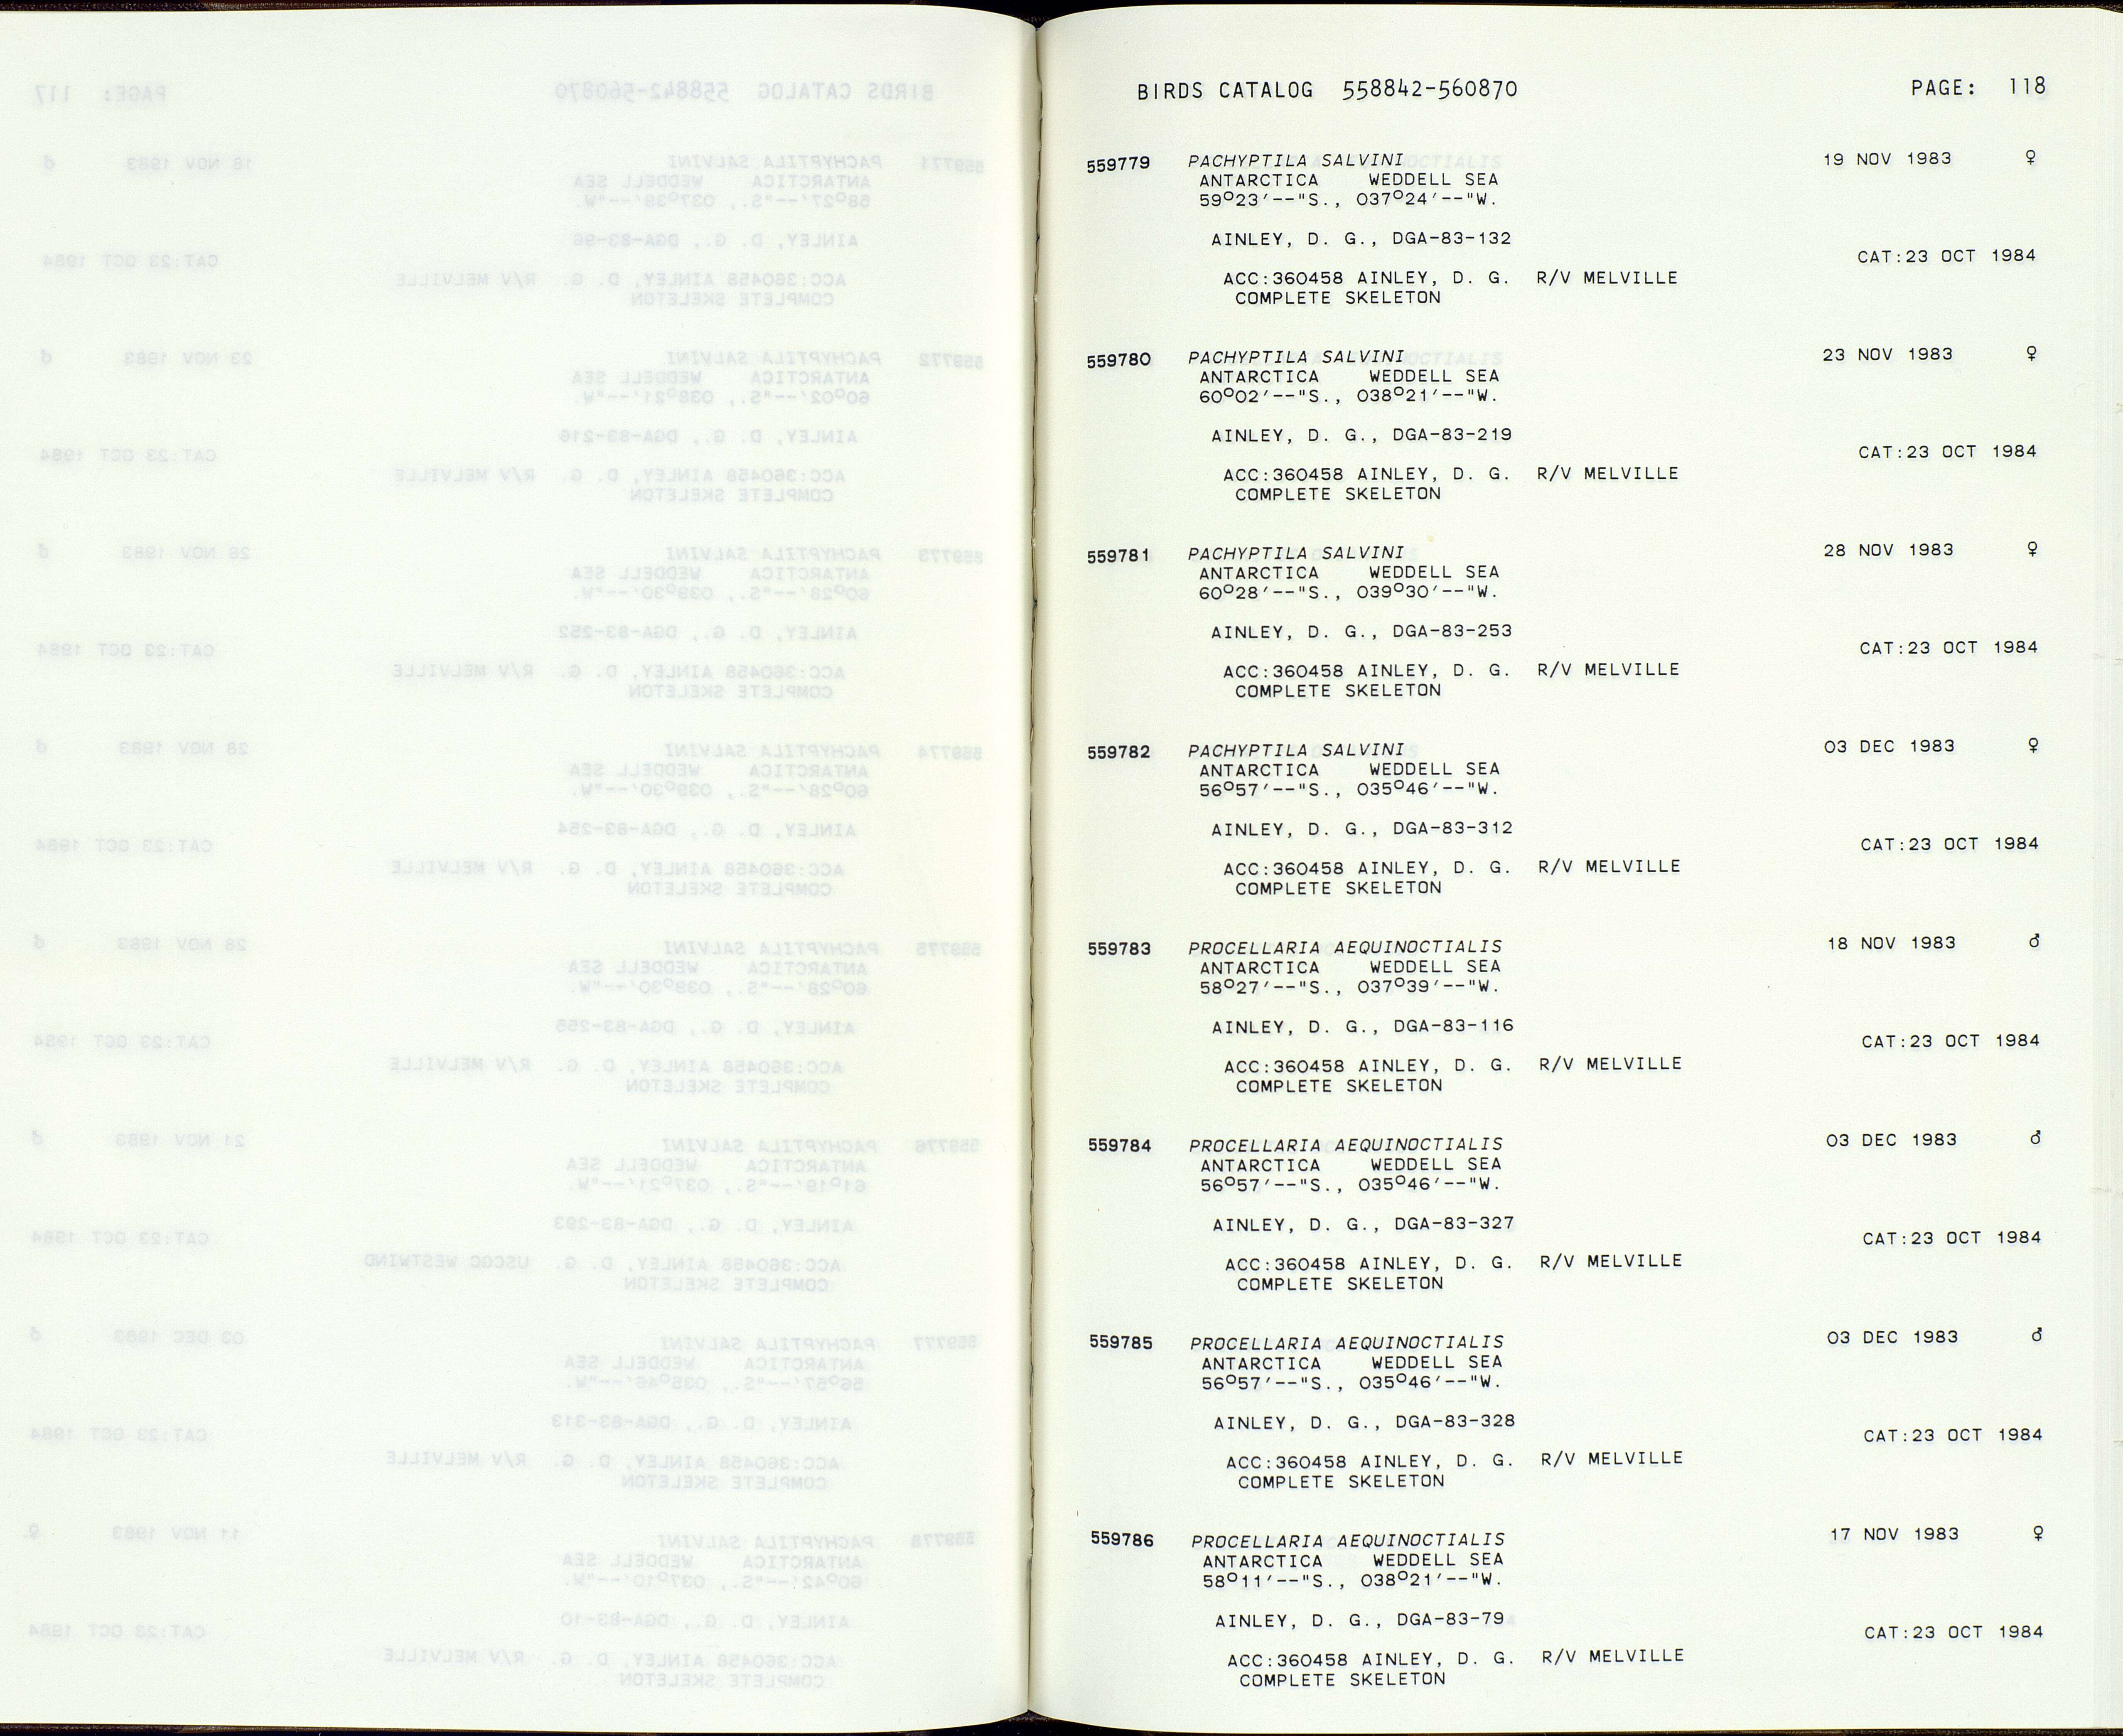 BIRDS CATALOG 558842-560870 PAGE: 118
559779 PACHYPTILA SALVINI 19 NOV 1983 ♀
ANTARCTICA WEDDELL SEA
59°23'--"S., 037°24'--"W.
AINLEY, D. G., DGA-83-132
CAT:23 OCT 1984
ACC:360458 AINLEY, D. G. R/V MELVILLE
COMPLETE SKELETON
559780 PACHYPTILA SALVINI 23 NOV 1983 ♀
ANTARCTICA WEDDELL SEA
60°02'--"S., 038°21'--"W.
AINLEY, D. G., DGA-83-219
CAT:23 OCT 1984
ACC:360458 AINLEY, D. G. R/V MELVILLE
COMPLETE SKELETON
559781 PACHYPTILA SALVINI 28 NOV 1983 ♀
ANTARCTICA WEDDELL SEA
60°28'--"S., 039°30'--"W.
AINLEY, D. G., DGA-83-253
CAT:23 OCT 1984
ACC:360458 AINLEY, D. G. R/V MELVILLE
COMPLETE SKELETON
559782 PACHYPTILA SALVINI 03 DEC 1983 ♀
ANTARCTICA WEDDELL SEA
56°57'--"S., 035°46'--"W.
AINLEY, D. G., DGA-83-312
CAT:23 OCT 1984
ACC:360458 AINLEY, D. G. R/V MELVILLE
COMPLETE SKELETON
559783 PROCELLARIA AEQUINOCTIALIS 18 NOV 1983 ♂
ANTARCTICA WEDDELL SEA
58°27'--"S., 037°39'--"W.
AINLEY, D. G., DGA-83-116
CAT:23 OCT 1984
ACC:360458 AINLEY, D. G. R/V MELVILLE
COMPLETE SKELETON
559784 PROCELLARIA AEQUINOCTIALIS 03 DEC 1983 ♂
ANTARCTICA WEDDELL SEA
56°57'--"S., 035°46'--"W.
AINLEY, D. G., DGA-83-327
CAT:23 OCT 1984
ACC:360458 AINLEY, D. G. R/V MELVILLE
COMPLETE SKELETON
559785 PROCELLARIA AEQUINOCTIALIS 03 DEC 1983 ♂
ANTARCTICA WEDDELL SEA
56°57'--"S., 035°46'--"W.
AINLEY, D. G., DGA-83-328
CAT:23 OCT 1984
ACC:360458 AINLEY, D. G. R/V MELVILLE
COMPLETE SKELETON
559786 PROCELLARIA AEQUINOCTIALIS 17 NOV 1983 ♀
ANTARCTICA WEDDELL SEA
58°11'--"S., 038°21'--"W.
AINLEY, D. G., DGA-83-79
CAT:23 OCT 1984
ACC:360458 AINLEY, D. G. R/V MELVILLE
COMPLETE SKELETON